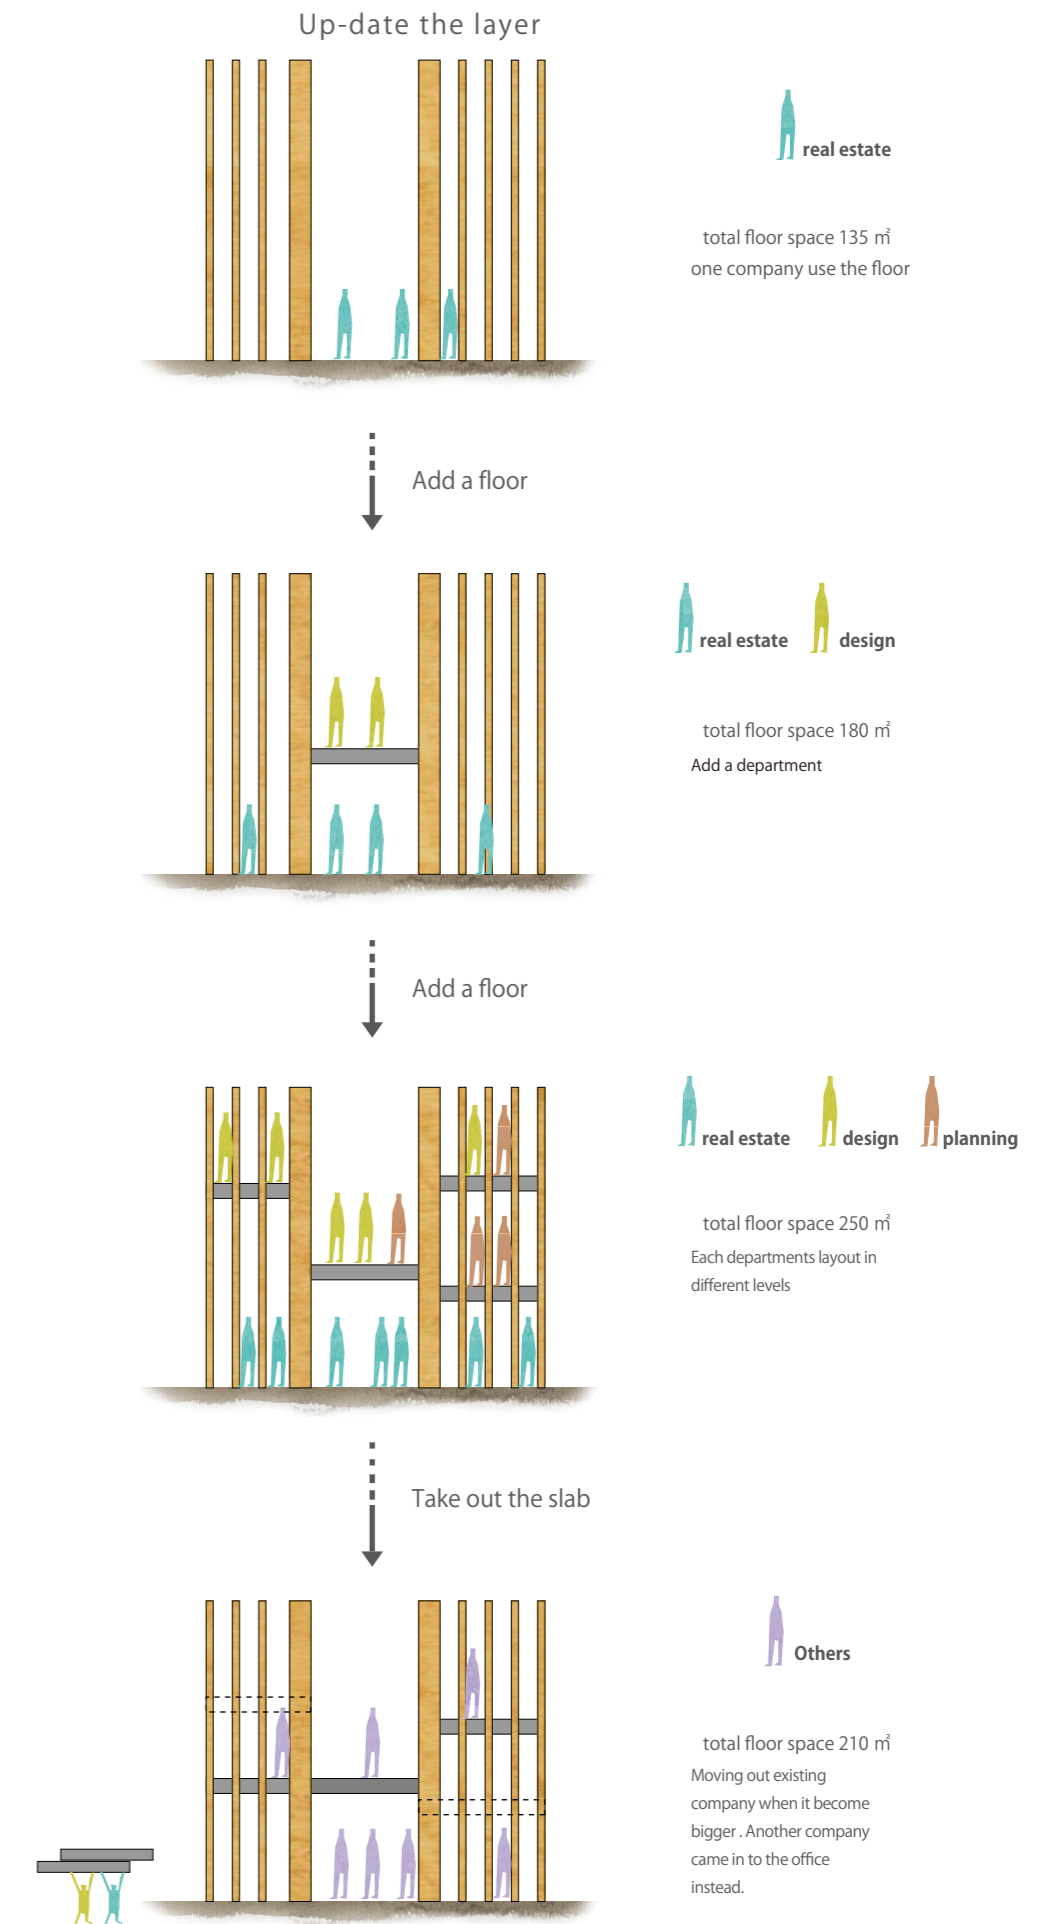 Up-date the layer
real estate
total floor space 135 ㎡
one company use the floor
Add a floor
real estate
design
total floor space 180 ㎡
Add a department
Add a floor
real estate
design
planning
total floor space 250 ㎡
Each departments layout in
different levels
Take out the slab
Others
total floor space 210 ㎡
Moving out existing
company when it become
bigger . Another company
came in to the office
instead.